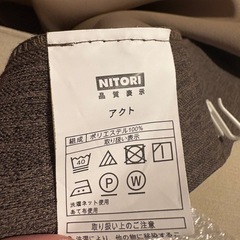 NITORI
品質表示
アクト
組成 ポリエステル100%
取り扱い表示
40
P W
洗濯ネット使用
あて布使用
取り扱い上のご注意